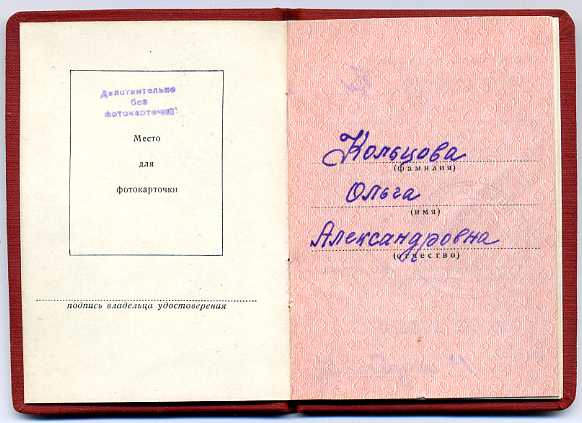 Действительно
без
фотокарточки
Место
для
фотокарточки
подпись владельца удостоверения
Кольцова
(фамилия)
Ольга
(имя)
Александровна
(отчество)